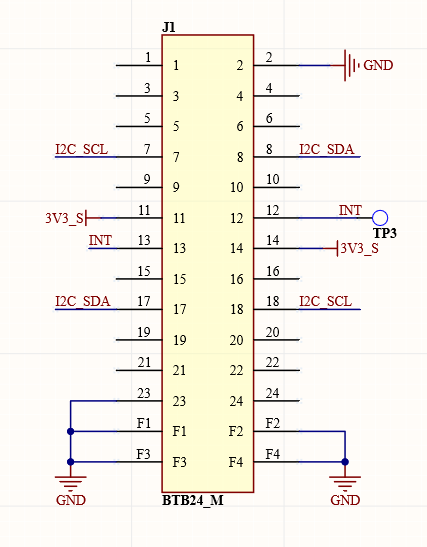 J1
1 1 2 2 GND
3 3 4 4
5 5 6 6
I2C_SCL 7 7 8 8 I2C_SDA
9 9 10 10
3V3_S 11 11 12 12 INT
TP3
INT 13 13 14 14 3V3_S
15 15 16 16
I2C_SDA 17 17 18 18 I2C_SCL
19 19 20 20
21 21 22 22
23 23 24 24
F1 F1 F2 F2
F3 F3 F4 F4
GND BTB24_M GND